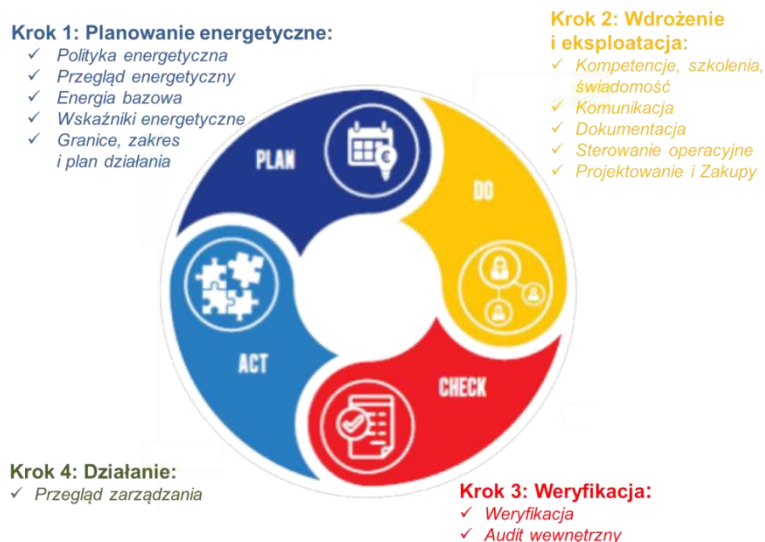 Krok 1: Planowanie energetyczne:
✓ Polityka energetyczna
✓ Przegląd energetyczny
✓ Energia bazowa
✓ Wskaźniki energetyczne
✓ Granice, zakres
i plan działania
Krok 2: Wdrożenie
i eksploatacja:
✓ Kompetencje, szkolenia,
świadomość
✓ Komunikacja
✓ Dokumentacja
✓ Sterowanie operacyjne
✓ Projektowanie i Zakupy
PLAN
DO
ACT
CHECK
Krok 4: Działanie:
✓ Przegląd zarządzania
Krok 3: Weryfikacja:
✓ Weryfikacja
✓ Audit wewnętrzny